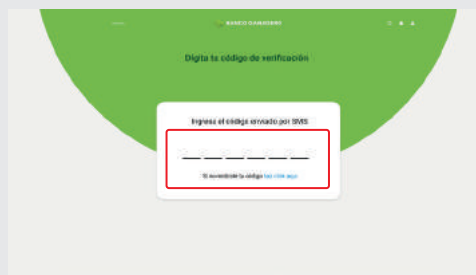 BANCO DANADERO
Digita tu código de verificación
Ingresa el código enviado por SMS
Si no recibiste tu código haz click aquí